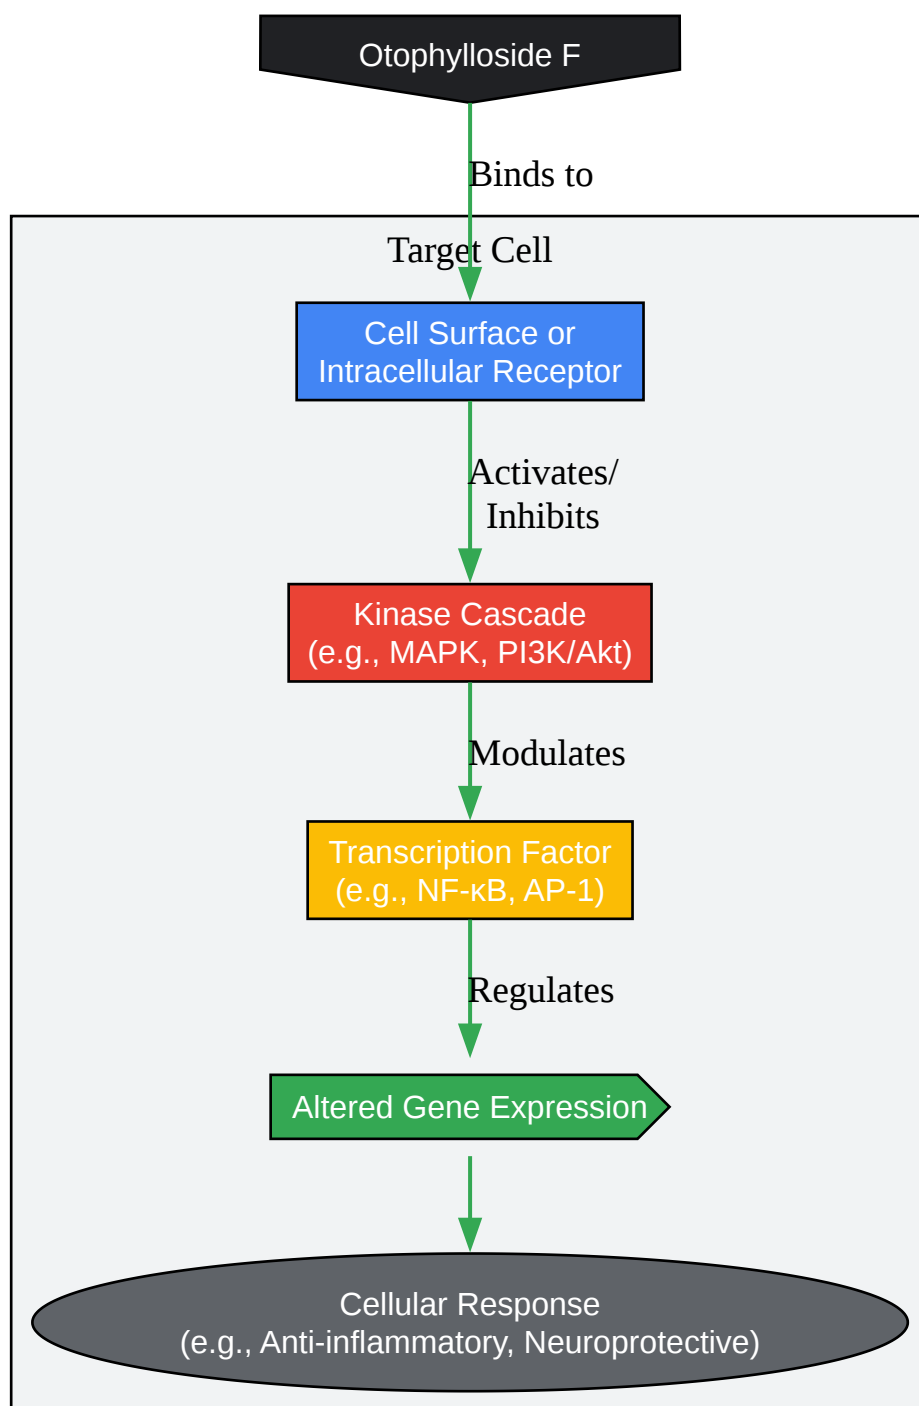 Otophylloside F
Binds to
Target Cell
Cell Surface or
Intracellular Receptor
Activates/
Inhibits
Kinase Cascade
(e.g., MAPK, PI3K/Akt)
Modulates
Transcription Factor
(e.g., NF-κB, AP-1)
Regulates
Altered Gene Expression
Cellular Response
(e.g., Anti-inflammatory, Neuroprotective)